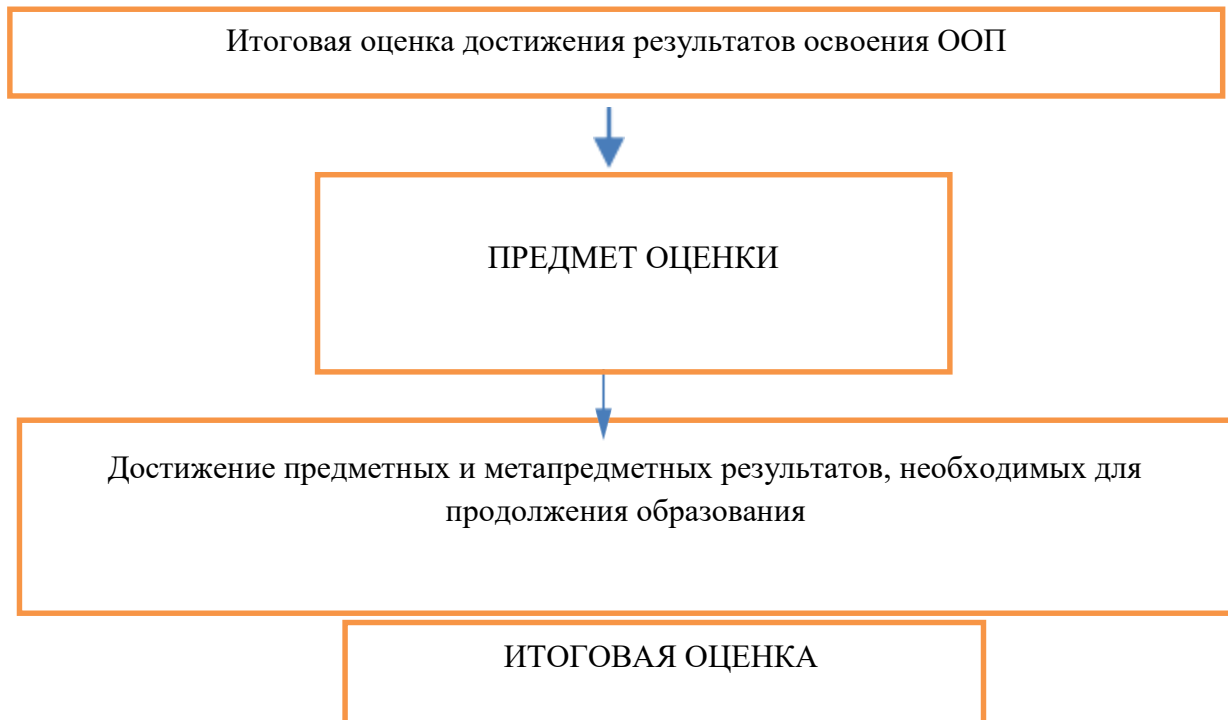 Итоговая оценка достижения результатов освоения ООП
ПРЕДМЕТ ОЦЕНКИ
Достижение предметных и метапредметных результатов, необходимых для
продолжения образования
ИТОГОВАЯ ОЦЕНКА